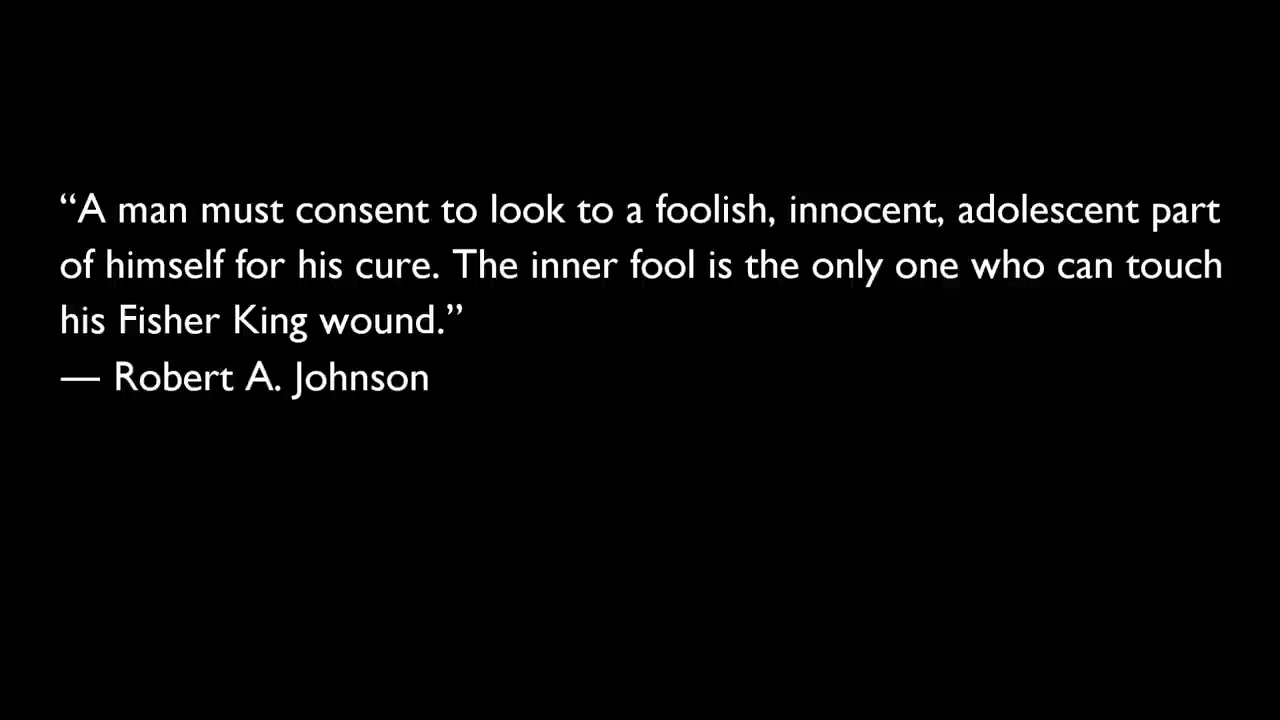 “A man must consent to look to a foolish, innocent, adolescent part
of himself for his cure. The inner fool is the only one who can touch
his Fisher King wound.”
— Robert A. Johnson